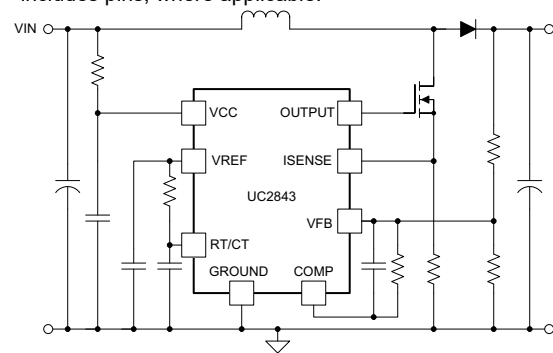 includes pins, where applicable.
VIN
VCC
OUTPUT
VREF
ISENSE
UC2843
VFB
RT/CT
GROUND
COMP